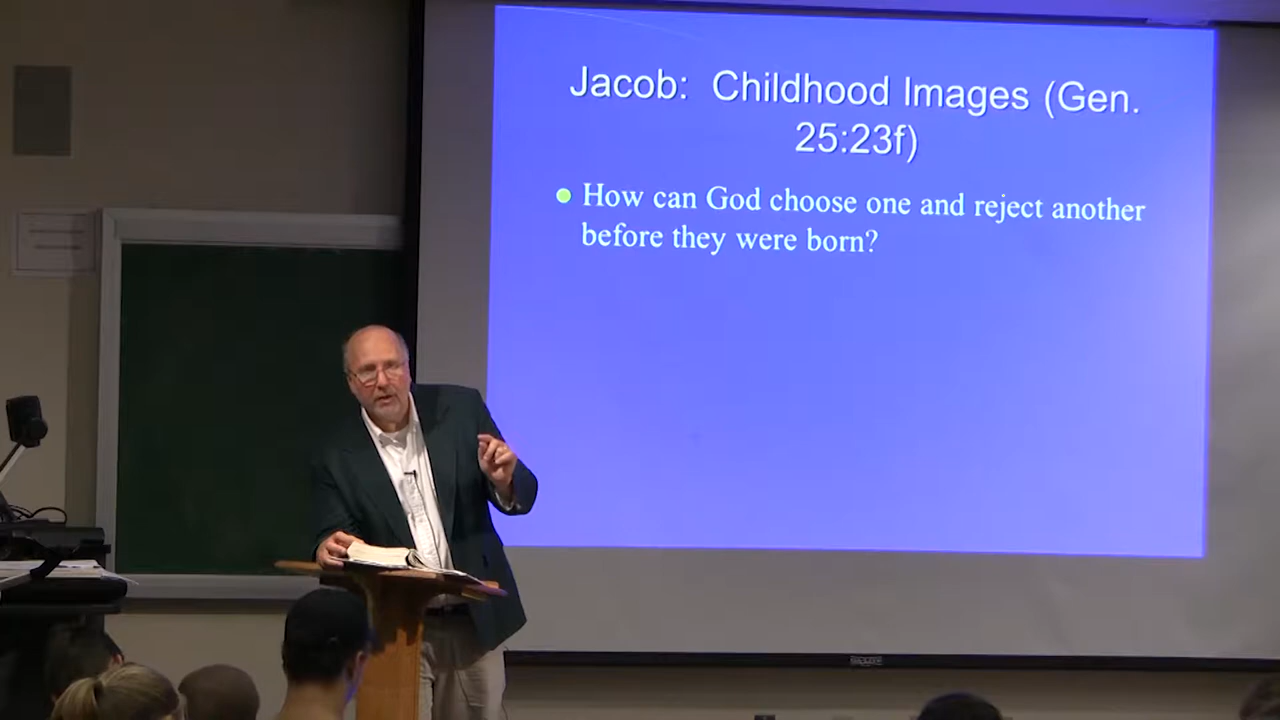 Jacob:  Childhood Images (Gen.
25:23f)
How can God choose one and reject another
before they were born?